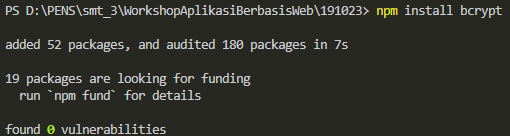 PS D:\PENS\smt_3\WorkshopAplikasiBerbasisWeb\191023> npm install bcrypt
added 52 packages, and audited 180 packages in 7s
19 packages are looking for funding
run `npm fund` for details
found 0 vulnerabilities